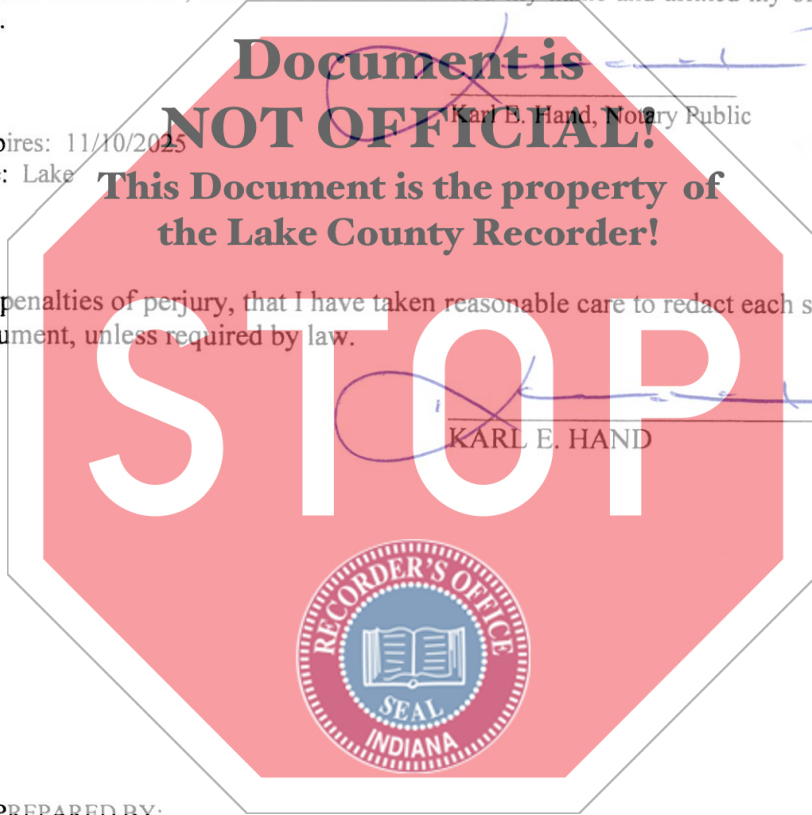 .
Document is
NOT OFFICIAL!
Karl E. Hand, Notary Public
pires: 11/10/2025
: Lake
This Document is the property of
the Lake County Recorder!
penalties of perjury, that I have taken reasonable care to redact each s
ument, unless required by law.
STOP
KARL E. HAND
RECORDER'S OFFICE
SEAL
INDIANA
PREPARED BY: